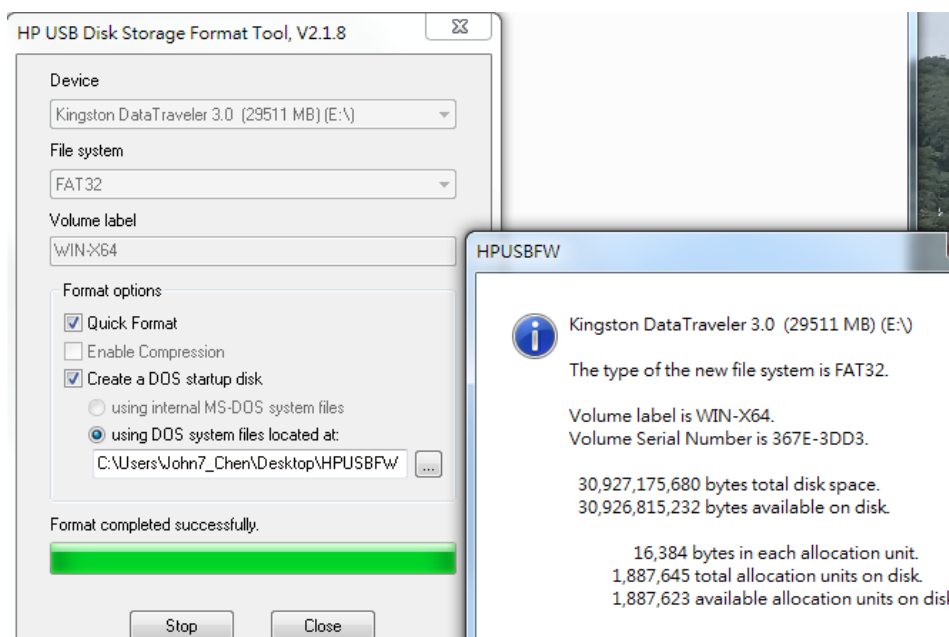 HP USB Disk Storage Format Tool, V2.1.8
Device
Kingston DataTraveler 3.0 (29511 MB) (E:\)
File system
FAT32
Volume label
WIN-X64
Format options
Quick Format
Enable Compression
Create a DOS startup disk
using internal MS-DOS system files
using DOS system files located at:
C:\Users\John7_Chen\Desktop\HPUSBFW
...
Format completed successfully.
Stop
Close
HPUSBFW
Kingston DataTraveler 3.0 (29511 MB) (E:\)
The type of the new file system is FAT32.
Volume label is WIN-X64.
Volume Serial Number is 367E-3DD3.
30,927,175,680 bytes total disk space.
30,926,815,232 bytes available on disk.
16,384 bytes in each allocation unit.
1,887,645 total allocation units on disk.
1,887,623 available allocation units on disk